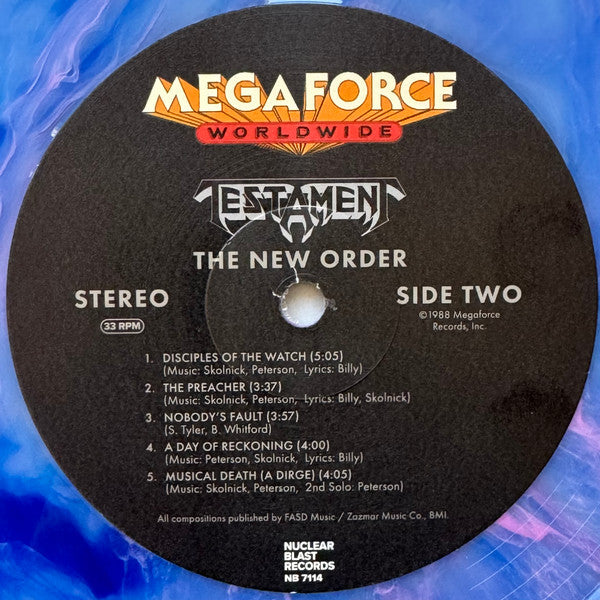 MEGAFORCE
WORLDWIDE
TESTAMENT
THE NEW ORDER
STEREO
SIDE TWO
33 RPM
©1988 Megaforce
Records, Inc.
1. DISCIPLES OF THE WATCH (5:05)
(Music: Skolnick, Peterson, Lyrics: Billy)
2. THE PREACHER (3:37)
(Music: Skolnick, Peterson, Lyrics: Billy, Skolnick)
3. NOBODY'S FAULT (3:57)
(S. Tyler, B. Whitford)
4. A DAY OF RECKONING (4:00)
(Music: Peterson, Skolnick, Lyrics: Billy)
5. MUSICAL DEATH (A DIRGE) (4:05)
(Music: Skolnick, Peterson, 2nd Solo: Peterson)
All compositions published by FASD Music / Zazmar Music Co., BMI.
NUCLEAR
BLAST
RECORDS
NB 7114